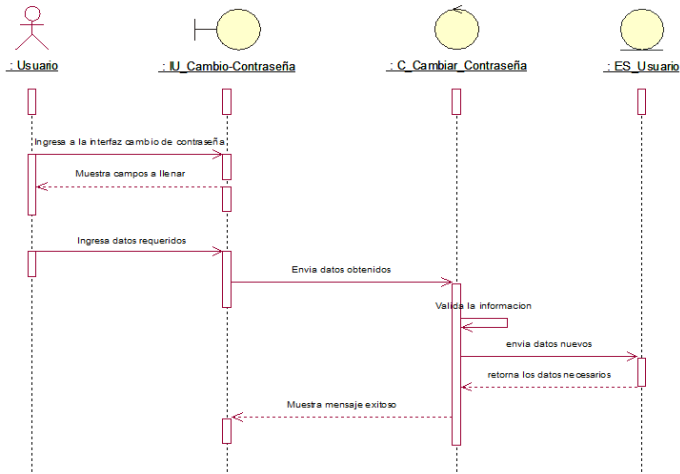 : Usuario
: IU_Cambio-Contraseña
: C_Cambiar_Contraseña
: ES_Usuario
Ingresa a la interfaz cambio de contraseña
Muestra campos a llenar
Ingresa datos requeridos
Envia datos obtenidos
Valida la informacion
envia datos nuevos
retorna los datos necesarios
Muestra mensaje exitoso